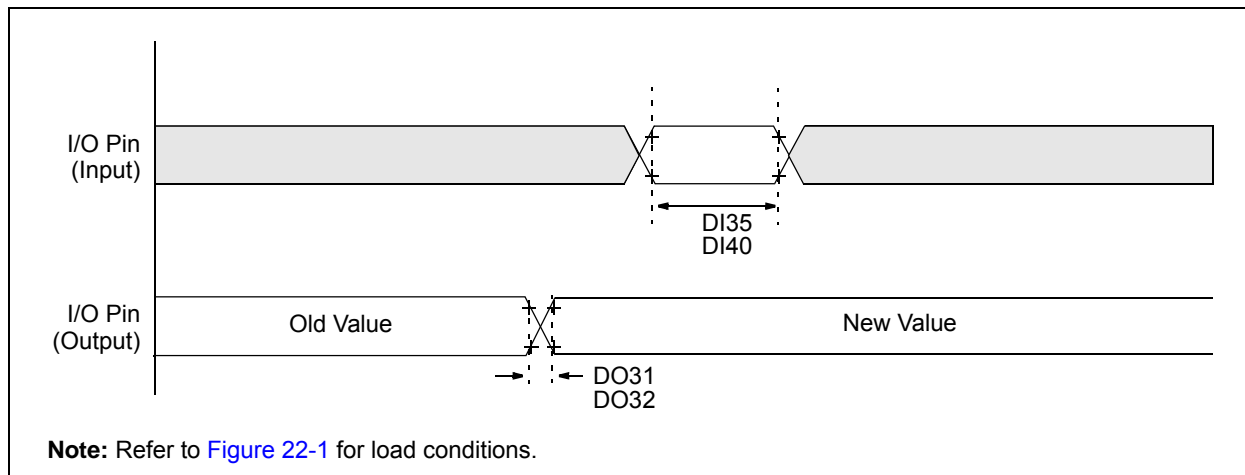 I/O Pin
(Input)
DI35
DI40
I/O Pin
(Output)
Old Value
New Value
DO31
DO32
Note: Refer to Figure 22-1 for load conditions.